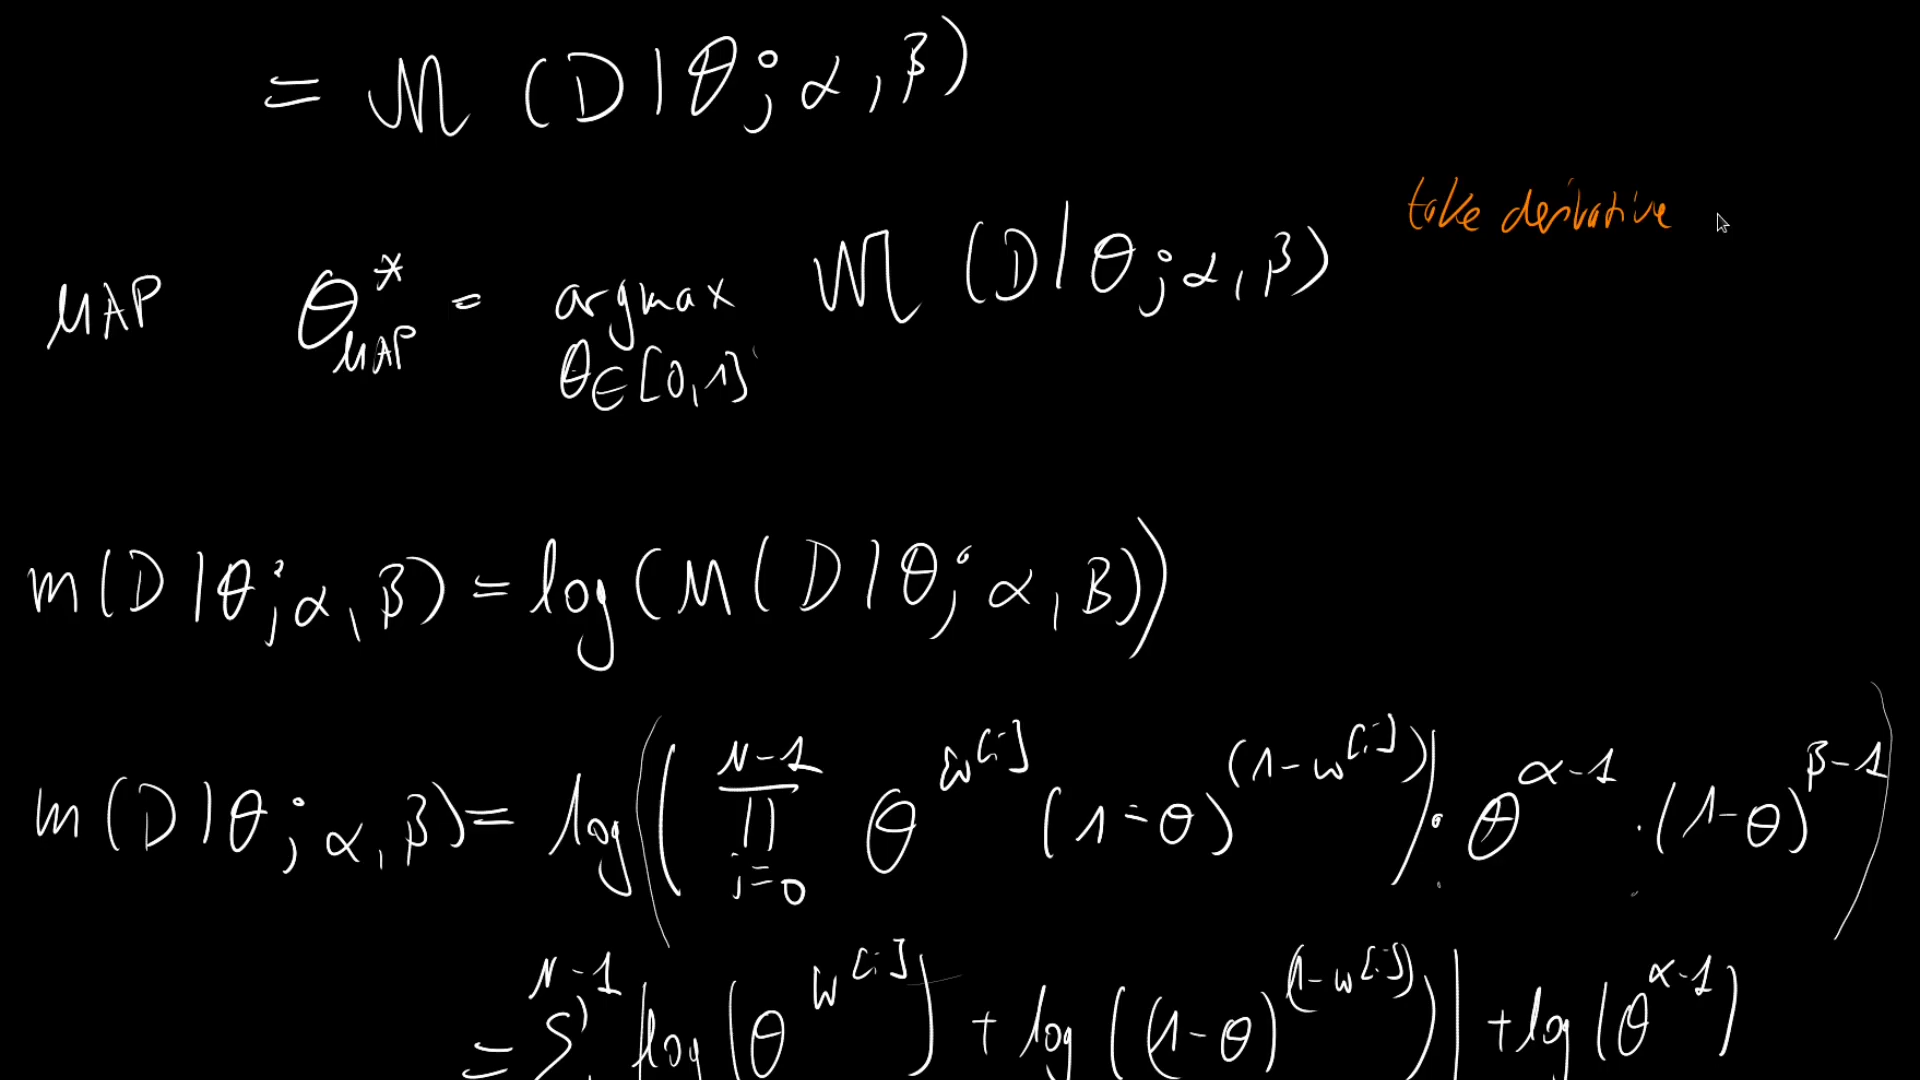 = M (D | θ; α, β)
take derivative
MAP θ*_MAP = argmax_{θ∈[0,1]} M (D | θ; α, β)
m(D | θ; α, β) = log(M(D | θ; α, β))
m(D | θ; α, β) = log((∏_{i=0}^{N-1} θ^{w^{[i]}} (1-θ)^{(1-w^{[i]})}) · θ^{α-1} · (1-θ)^{β-1})
= Σ^{N-1} (log(θ^{w^{[i]}}) + log((1-θ)^{(1-w^{[i]})})) + log(θ^{α-1})